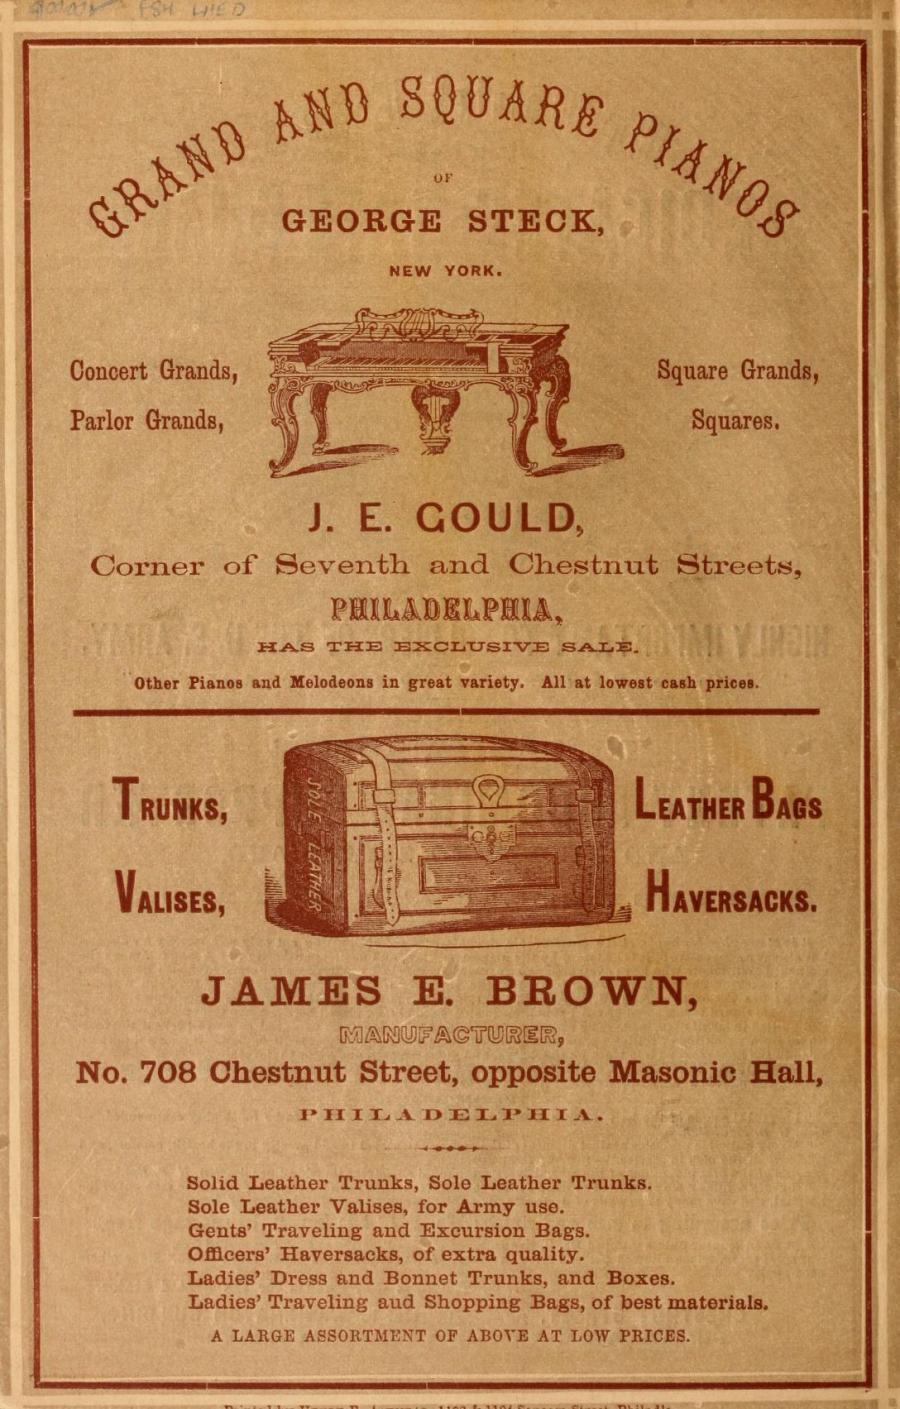 GRAND AND SQUARE PIANOS
OF
GEORGE STECK,
NEW YORK.
Concert Grands,
Parlor Grands,
Square Grands,
Squares.
J. E. GOULD,
Corner of Seventh and Chestnut Streets,
PHILADELPHIA,
HAS THE EXCLUSIVE SALE.
Other Pianos and Melodeons in great variety. All at lowest cash prices.
TRUNKS,
VALISES,
SOLE LEATHER
LEATHER BAGS
HAVERSACKS.
JAMES E. BROWN,
MANUFACTURER,
No. 708 Chestnut Street, opposite Masonic Hall,
PHILADELPHIA.
Solid Leather Trunks, Sole Leather Trunks.
Sole Leather Valises, for Army use.
Gents' Traveling and Excursion Bags.
Officers' Haversacks, of extra quality.
Ladies' Dress and Bonnet Trunks, and Boxes.
Ladies' Traveling aud Shopping Bags, of best materials.
A LARGE ASSORTMENT OF ABOVE AT LOW PRICES.